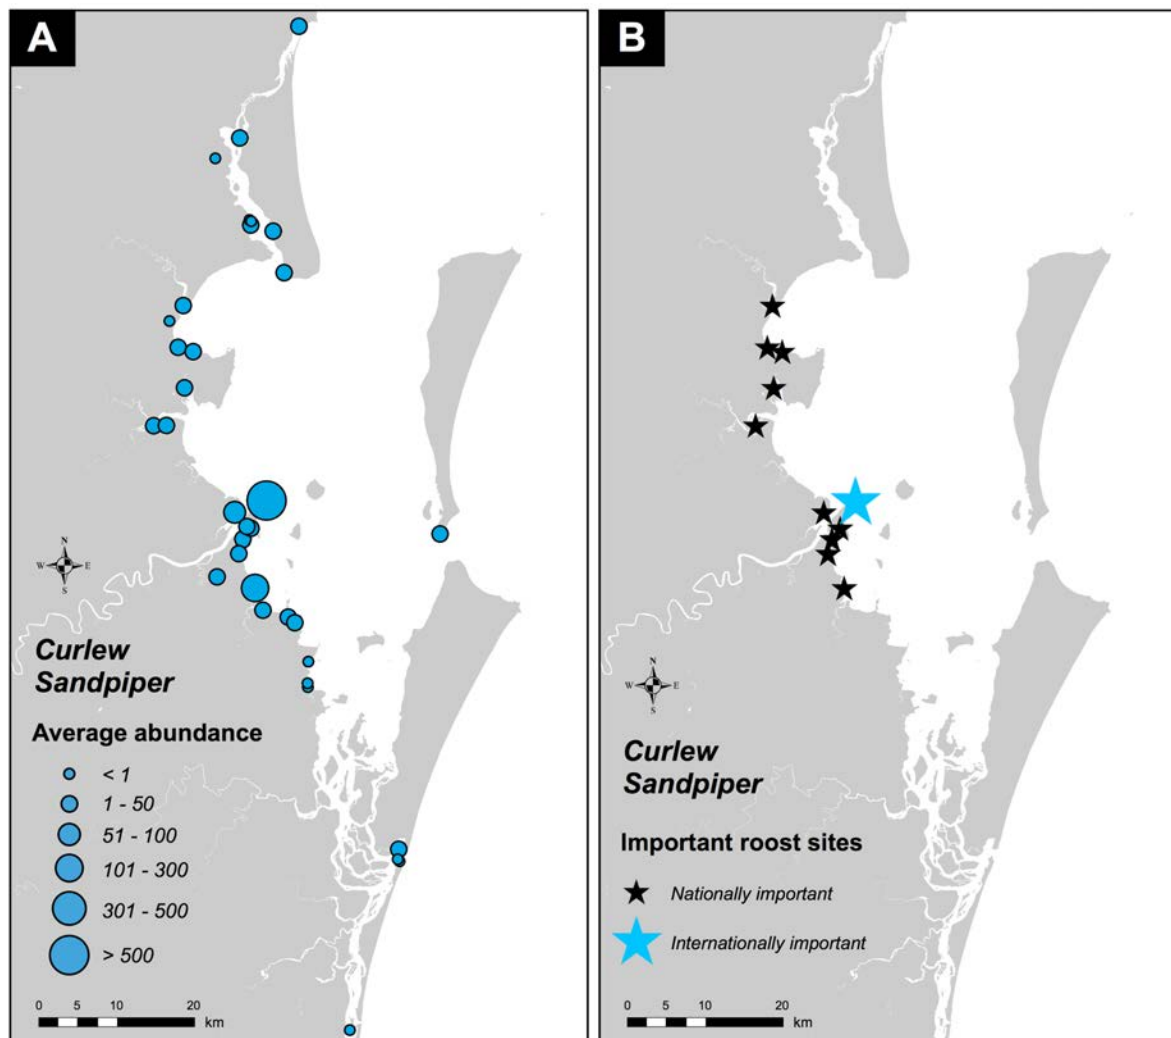 A
N
W E
S
Curlew
Sandpiper
Average abundance
< 1
1 - 50
51 - 100
101 - 300
301 - 500
> 500
0 5 10 20
km
B
N
W E
S
Curlew
Sandpiper
Important roost sites
Nationally important
Internationally important
0 5 10 20
km